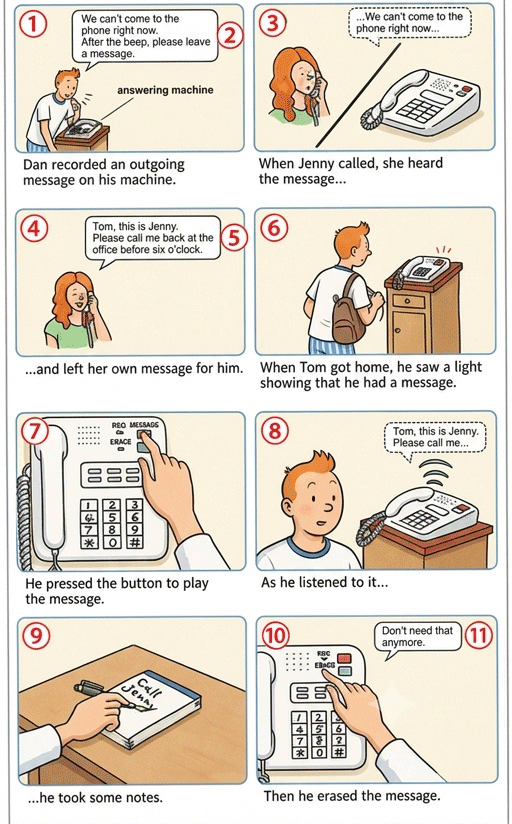 1
We can't come to the
phone right now.
After the beep, please leave
a message.
2
answering machine
Dan recorded an outgoing
message on his machine.
3
...We can't come to the
phone right now...
When Jenny called, she heard
the message...
4
Tom, this is Jenny.
Please call me back at the
office before six o'clock.
5
...and left her own message for him.
6
When Tom got home, he saw a light
showing that he had a message.
7
REC MESSAGE
ERACE
1 2 3
4 5 6
7 8 9
* 0 #
He pressed the button to play
the message.
8
Tom, this is Jenny.
Please call me...
As he listened to it...
9
Call
Jenny
...he took some notes.
10
Don't need that
anymore.
11
1 2
4 5 6
7 8
* 0 #
Then he erased the message.